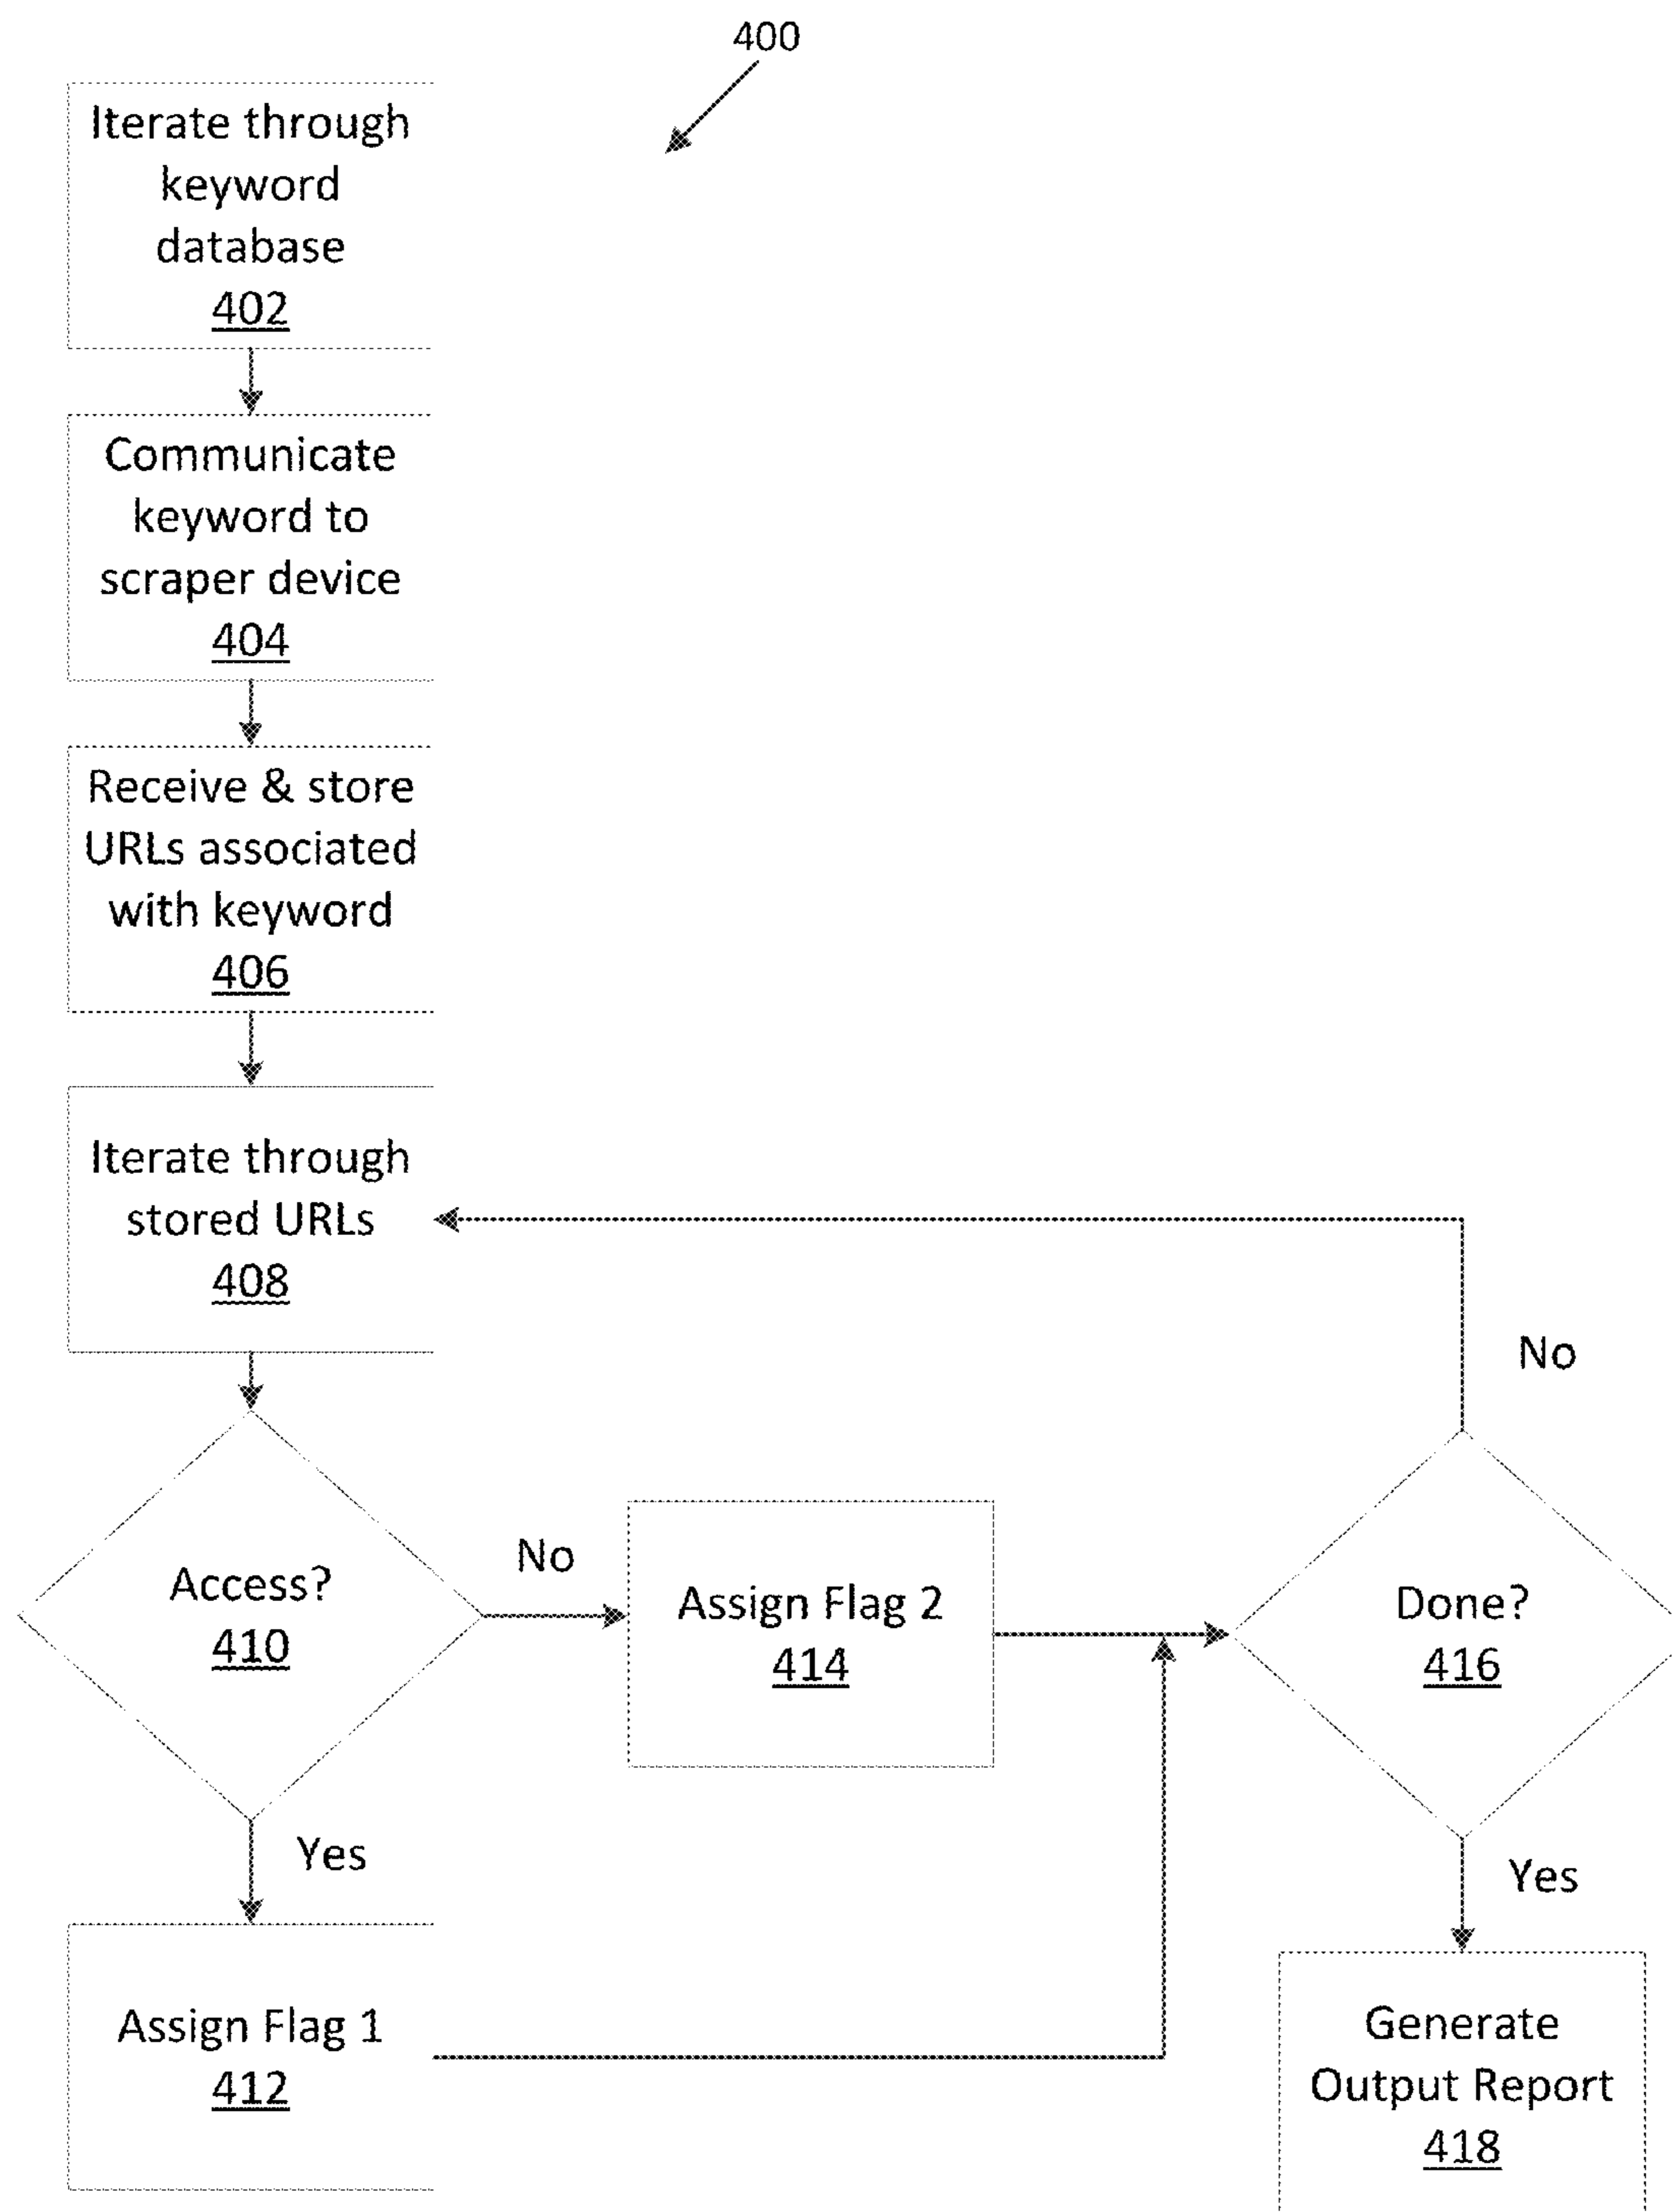 400
Iterate through
keyword
database
402
Communicate
keyword to
scraper device
404
Receive & store
URLs associated
with keyword
406
Iterate through
stored URLs
408
No
Access?
410
No
Assign Flag 2
414
Done?
416
Yes
Yes
Assign Flag 1
412
Generate
Output Report
418